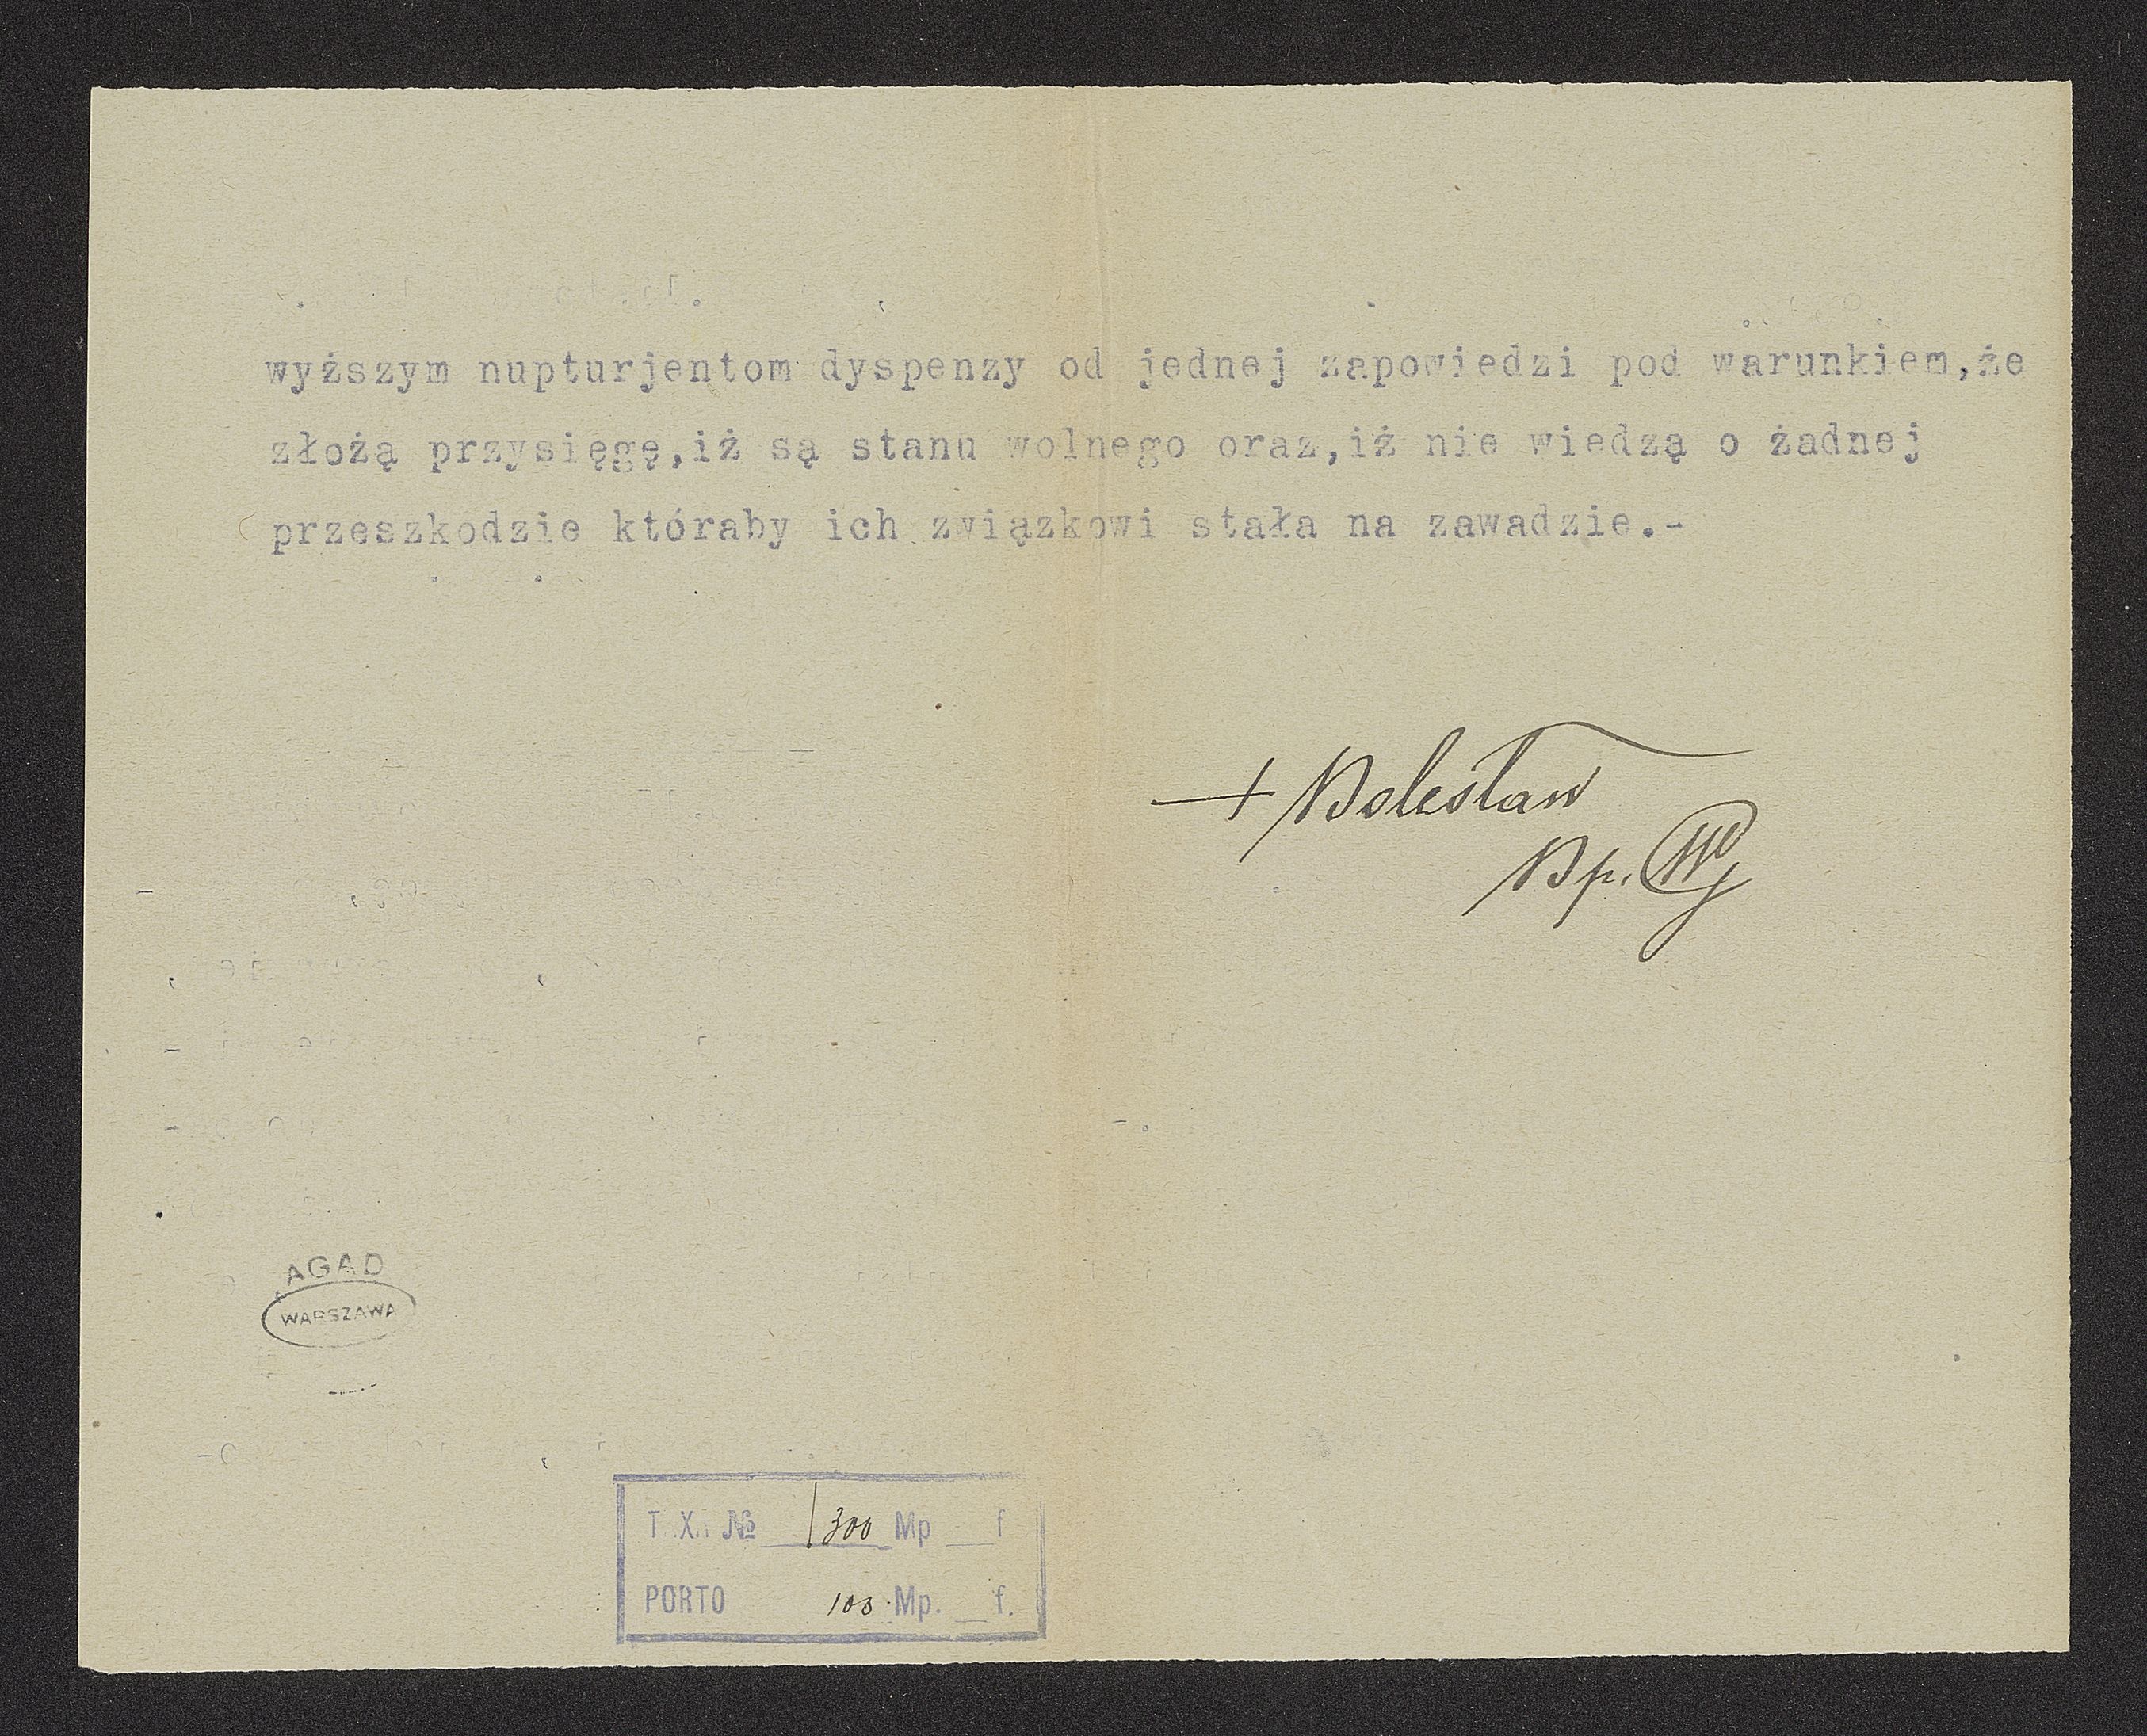 wyższym nupturjentom dyspenzy od jednej zapowiedzi pod warunkiem,że
złożą przysięgę,iż są stanu wolnego oraz,iż nie wiedzą o żadnej
przeszkodzie któraby ich związkowi stała na zawadzie.-
+ Bolesław
Bp.
AGAD
WARSZAWA
TAXA № 300 Mp f
PORTO 100 Mp. f.